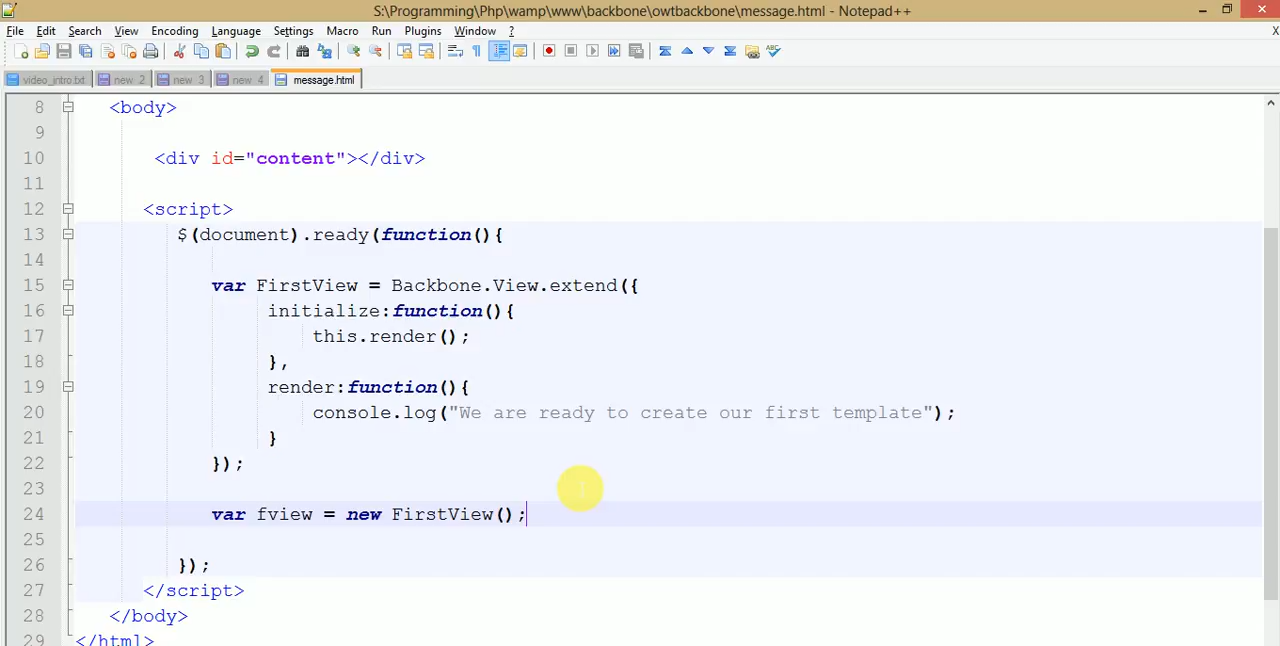 S:\Programming\Php\wamp\www\backbone\owtbackbone\message.html - Notepad++
File Edit Search View Encoding Language Settings Macro Run Plugins Window ? X
video_intro.txt new 2 new 3 new 4 message.html
8 <body>
9
10 <div id="content"></div>
11
12 <script>
13 $(document).ready(function(){
14
15 var FirstView = Backbone.View.extend({
16 initialize:function(){
17 this.render();
18 },
19 render:function(){
20 console.log("We are ready to create our first template");
21 }
22 });
23
24 var fview = new FirstView();
25
26 });
27 </script>
28 </body>
29 </html>